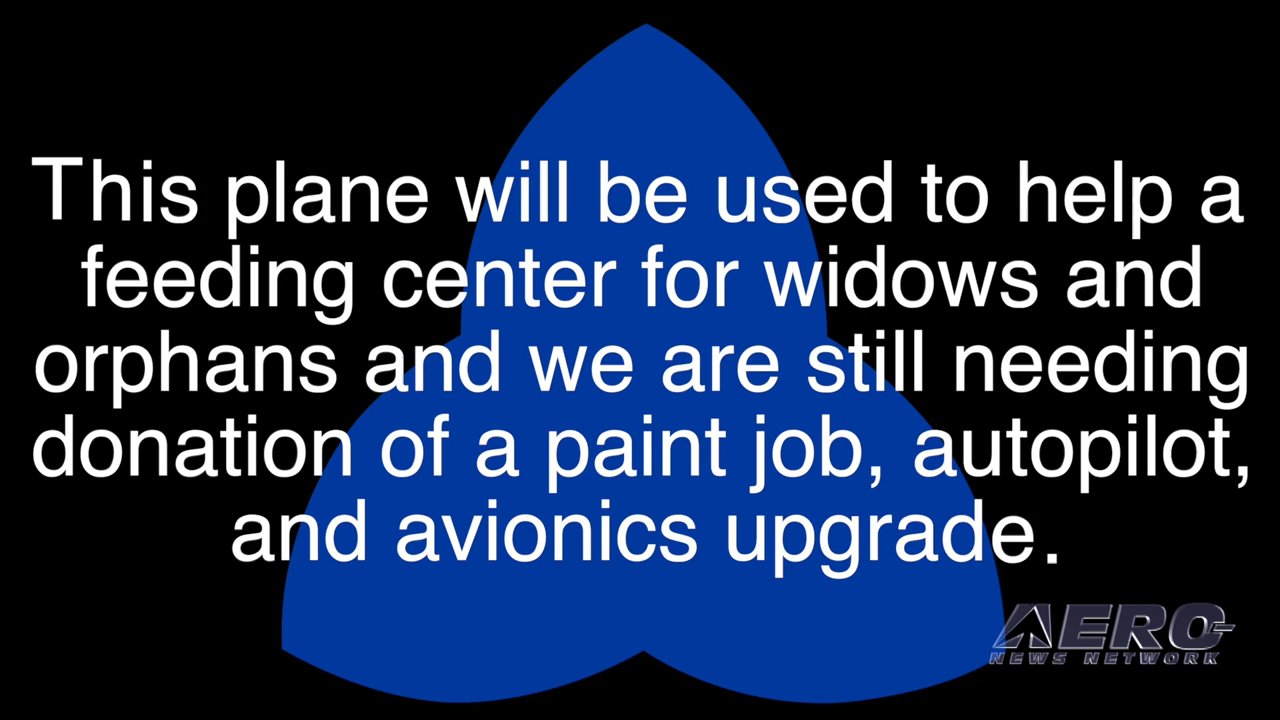 This plane will be used to help a
feeding center for widows and
orphans and we are still needing
donation of a paint job, autopilot,
and avionics upgrade.
AERO
NEWS NETWORK